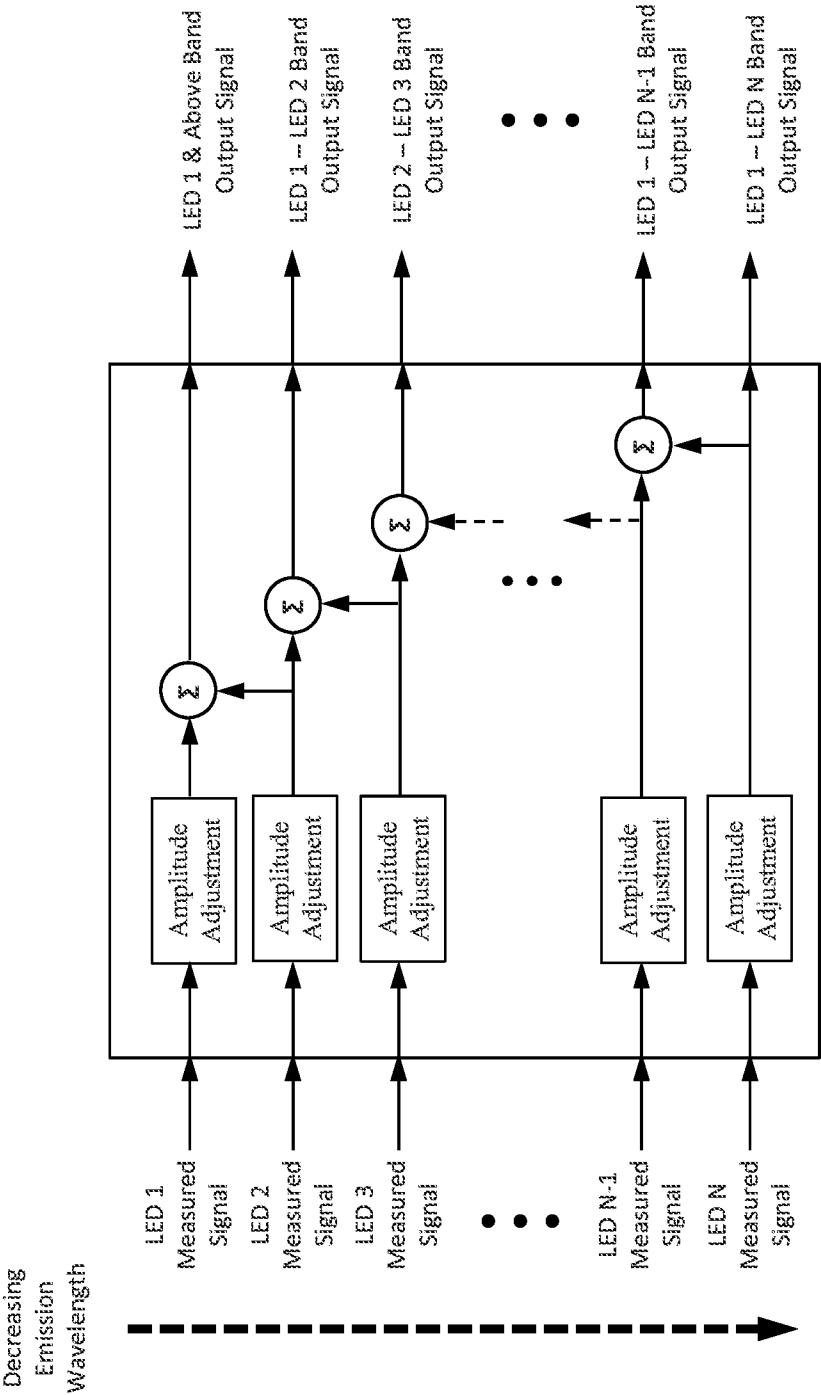 Decreasing
Emission
Wavelength
LED 1
Measured
Signal
LED 2
Measured
Signal
LED 3
Measured
Signal
LED N-1
Measured
Signal
LED N
Measured
Signal
Amplitude
Adjustment
Amplitude
Adjustment
Amplitude
Adjustment
Amplitude
Adjustment
Amplitude
Adjustment
Σ
Σ
Σ
Σ
LED 1 & Above Band
Output Signal
LED 1 – LED 2 Band
Output Signal
LED 2 – LED 3 Band
Output Signal
LED 1 – LED N-1 Band
Output Signal
LED 1 – LED N Band
Output Signal